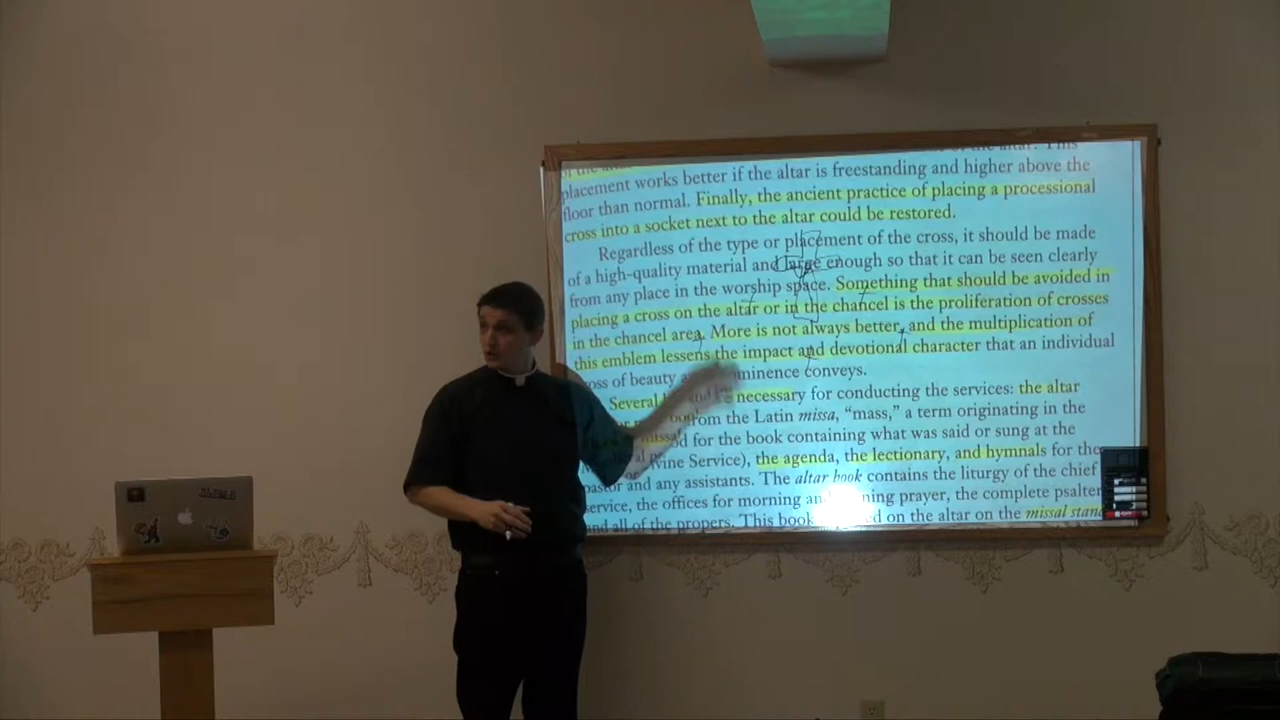 of the altar. This
placement works better if the altar is freestanding and higher above the
floor than normal. Finally, the ancient practice of placing a processional
cross into a socket next to the altar could be restored.
Regardless of the type or placement of the cross, it should be made
of a high-quality material and large enough so that it can be seen clearly
from any place in the worship space. Something that should be avoided in
placing a cross on the altar or in the chancel is the proliferation of crosses
in the chancel area. More is not always better, and the multiplication of
this emblem lessens the impact and devotional character that an individual
cross of beauty conveys.
Several necessary for conducting the services: the altar
from the Latin missa, “mass,” a term originating in the
for the book containing what was said or sung at the
Service), the agenda, the lectionary, and hymnals for the
pastor and any assistants. The altar book contains the liturgy of the chief
service, the offices for morning and prayer, the complete psalter
and all of the propers. This book on the altar on the missal stand